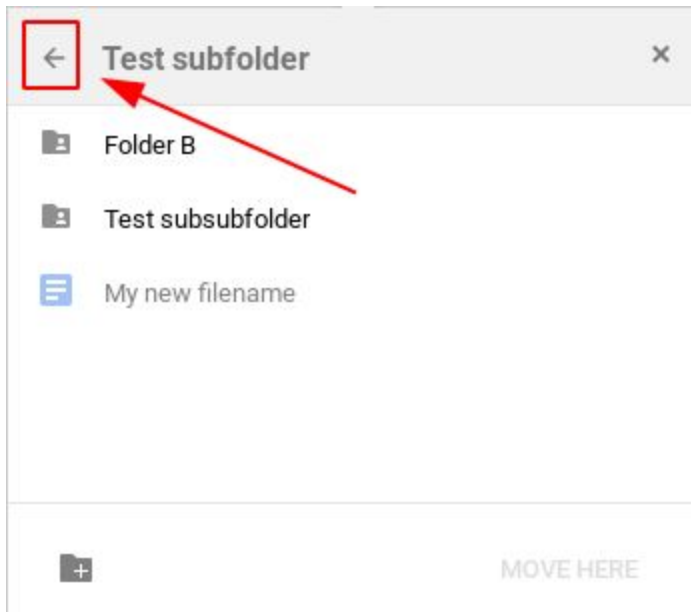 Test subfolder
Folder B
Test subsubfolder
My new filename
MOVE HERE